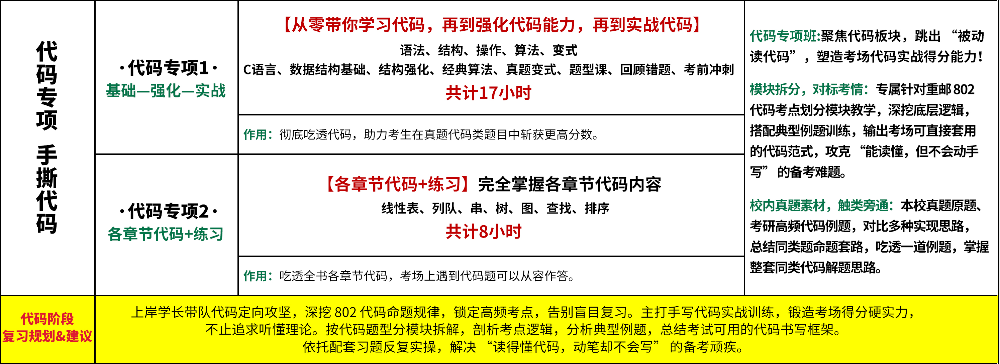 代码专项 手撕代码
·代码专项1·
基础—强化—实战
【从零带你学习代码，再到强化代码能力，再到实战代码】
语法、结构、操作、算法、变式
C语言、数据结构基础、结构强化、经典算法、真题变式、题型课、回顾错题、考前冲刺
共计17小时
作用：彻底吃透代码，助力考生在真题代码类题目中斩获更高分数。
·代码专项2·
各章节代码+练习
【各章节代码+练习】完全掌握各章节代码内容
线性表、列队、串、树、图、查找、排序
共计8小时
作用：吃透全书各章节代码，考场上遇到代码题可以从容作答。
代码专项班:聚焦代码板块，跳出 “被动
读代码” ，塑造考场代码实战得分能力！
模块拆分，对标考情：专属针对重邮 802
代码考点划分模块教学，深挖底层逻辑，
搭配典型例题训练，输出考场可直接套用
的代码范式，攻克 “能读懂，但不会动手
写” 的备考难题。
校内真题素材，触类旁通：本校真题原题、
考研高频代码例题，对比多种实现思路，
总结同类题命题套路，吃透一道例题，掌握
整套同类代码解题思路。
代码阶段
复习规划&建议
上岸学长带队代码定向攻坚，深挖 802 代码命题规律，锁定高频考点，告别盲目复习。主打手写代码实战训练，锻造考场得分硬实力，
不止追求听懂理论。按代码题型分模块拆解，剖析考点逻辑，分析典型例题，总结考试可用的代码书写框架。
依托配套习题反复实操，解决 “读得懂代码，动笔却不会写” 的备考顽疾。